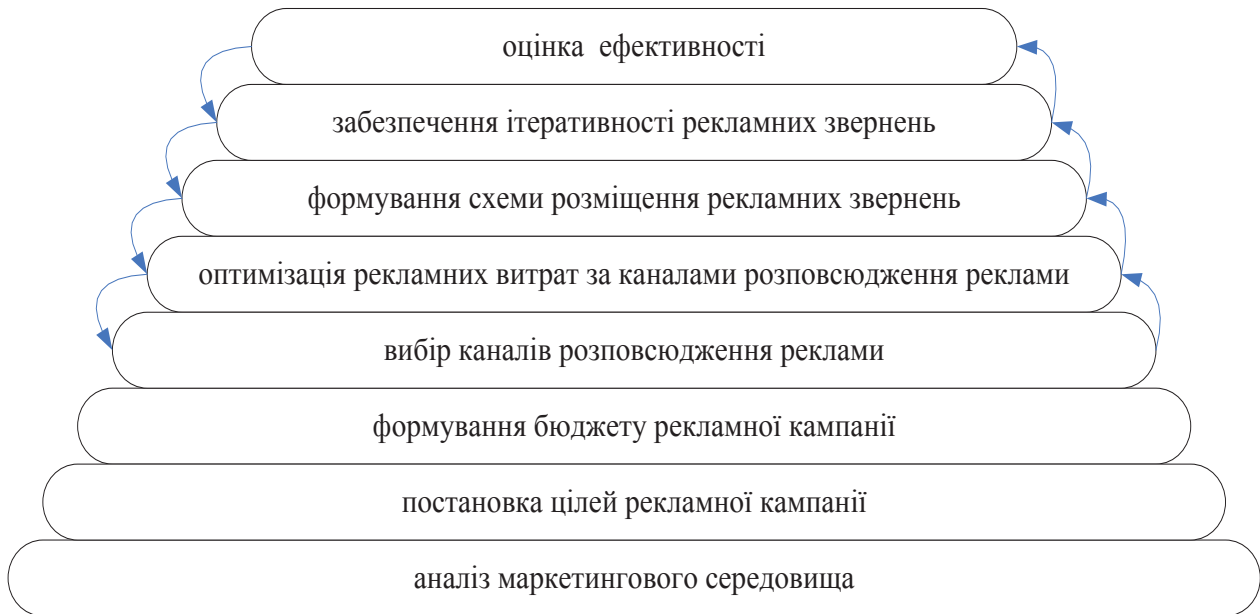 оцінка ефективності
забезпечення ітеративності рекламних звернень
формування схеми розміщення рекламних звернень
оптимізація рекламних витрат за каналами розповсюдження реклами
вибір каналів розповсюдження реклами
формування бюджету рекламної кампанії
постановка цілей рекламної кампанії
аналіз маркетингового середовища